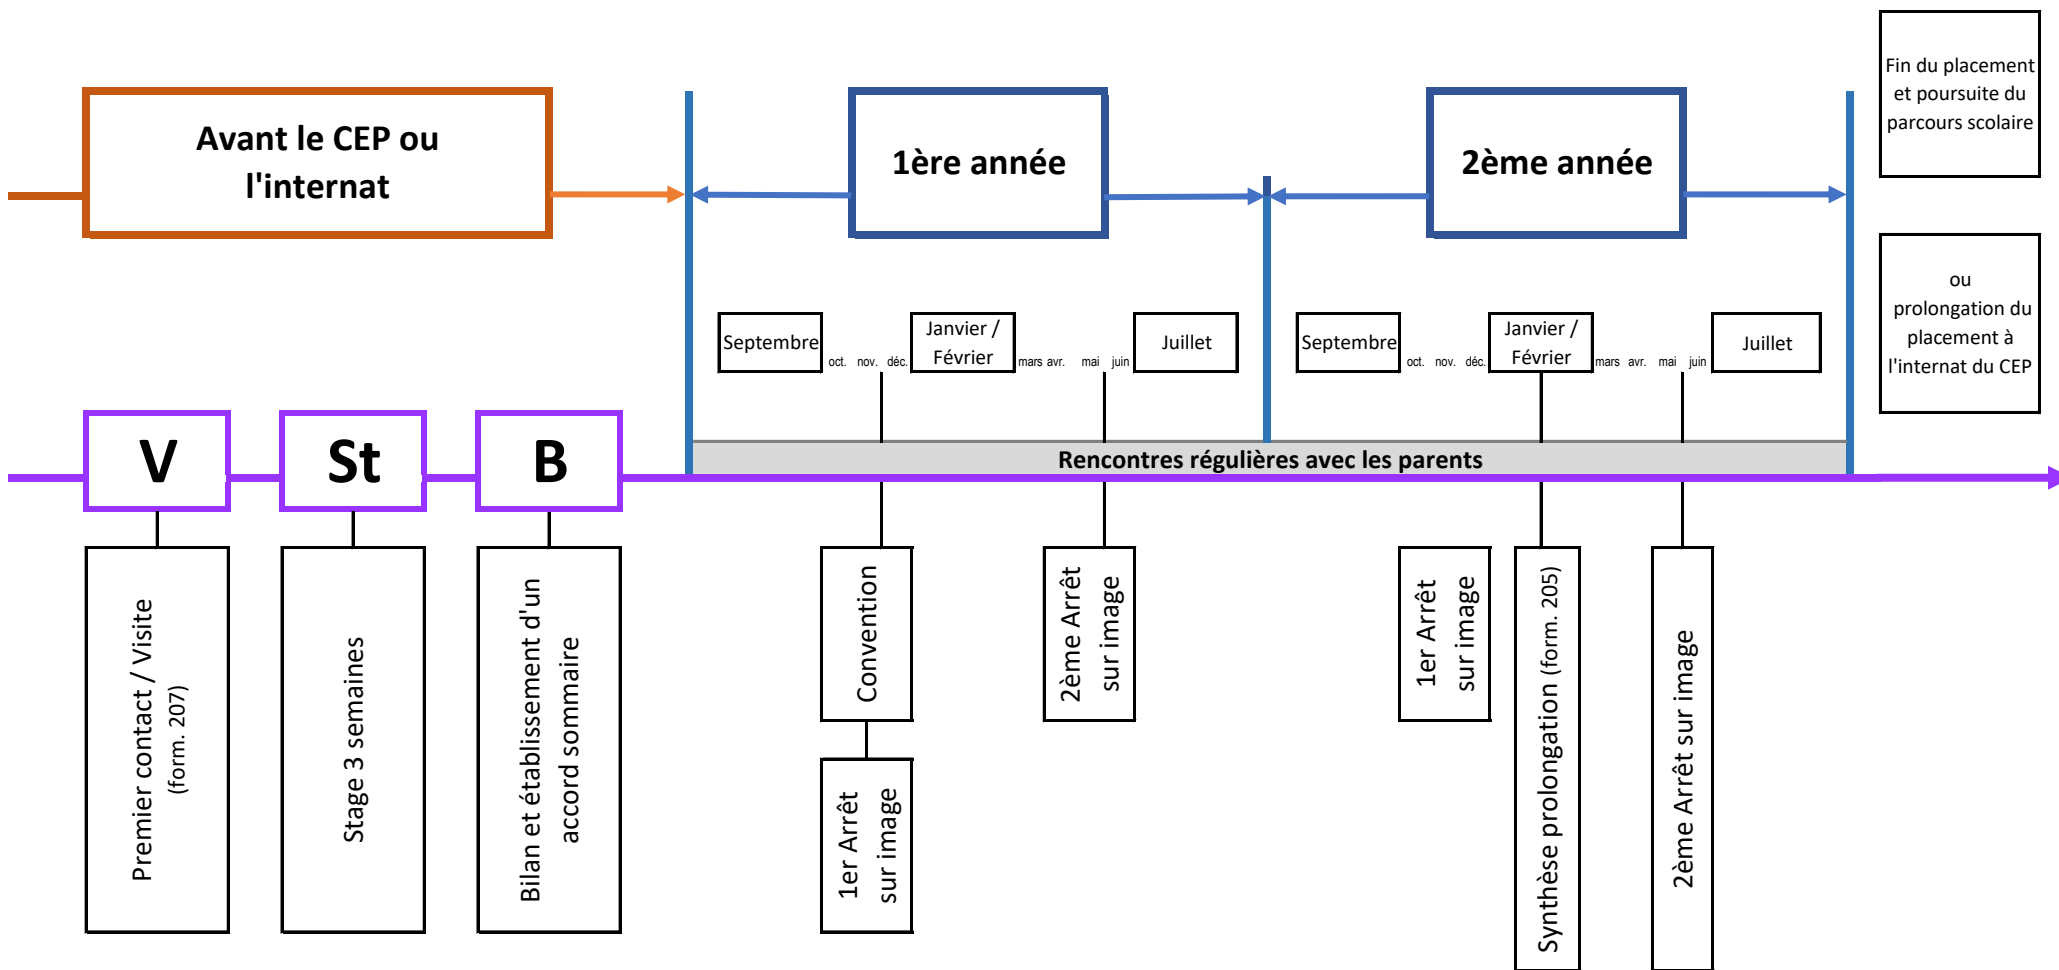 Avant le CEP ou
l'internat
1ère année
2ème année
Fin du placement
et poursuite du
parcours scolaire
ou
prolongation du
placement à
l'internat du CEP
Septembre
oct. nov. déc.
Janvier /
Février
mars avr. mai juin
Juillet
Septembre
oct. nov. déc.
Janvier /
Février
mars avr. mai juin
Juillet
V
St
B
Rencontres régulières avec les parents
Premier contact / Visite
(form. 207)
Stage 3 semaines
Bilan et établissement d'un
accord sommaire
Convention
1er Arrêt
sur image
2ème Arrêt
sur image
1er Arrêt
sur image
Synthèse prolongation (form. 205)
2ème Arrêt sur image